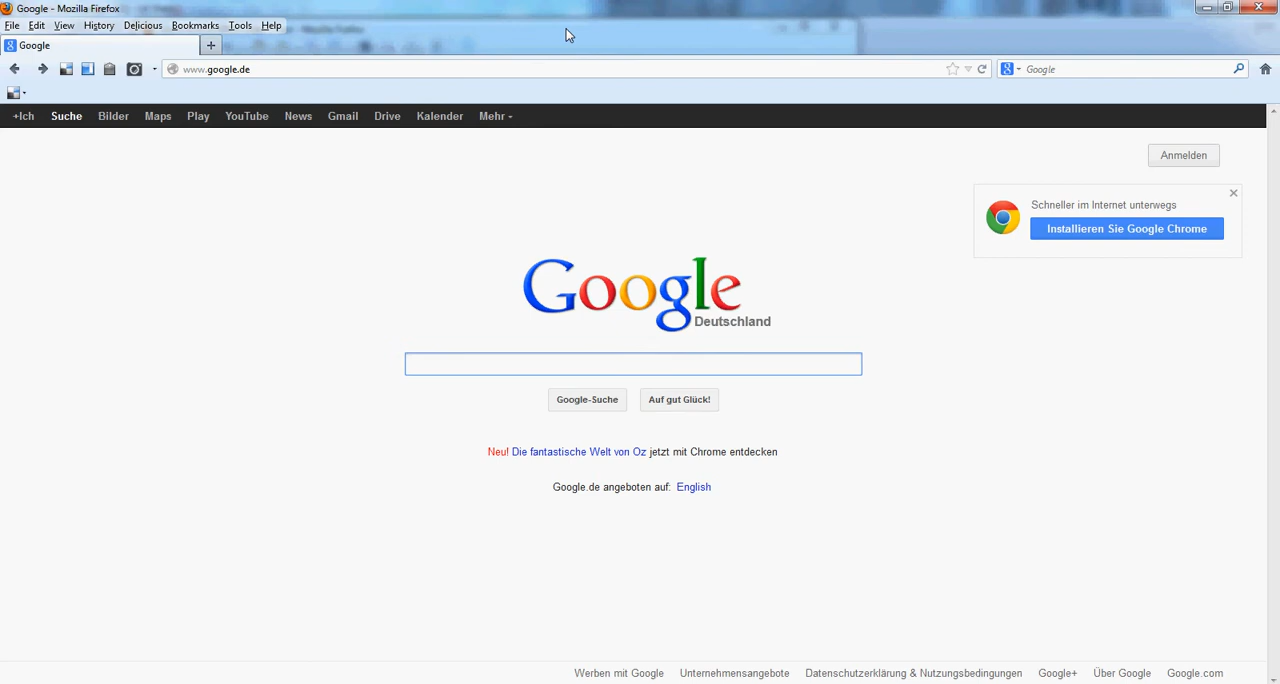 Google - Mozilla Firefox
File Edit View History Delicious Bookmarks Tools Help
Google
www.google.de Google
+Ich Suche Bilder Maps Play YouTube News Gmail Drive Kalender Mehr
Anmelden
Schneller im Internet unterwegs
Installieren Sie Google Chrome
Google
Deutschland
Google-Suche Auf gut Glück!
Neu! Die fantastische Welt von Oz jetzt mit Chrome entdecken
Google.de angeboten auf: English
Werben mit Google Unternehmensangebote Datenschutzerklärung & Nutzungsbedingungen Google+ Über Google Google.com